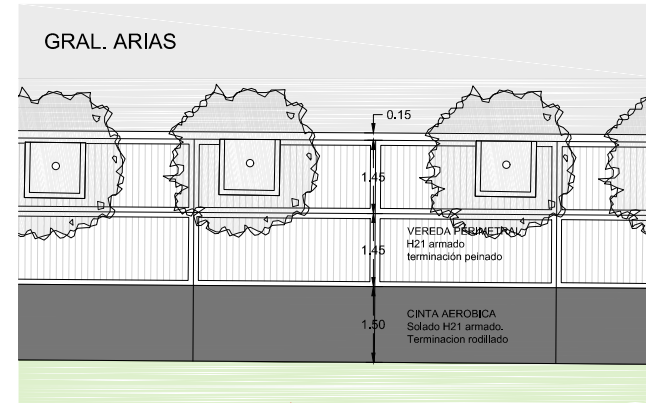 GRAL. ARIAS
0.15
1.45
1.45
VEREDA PERIMETRAL
H21 armado
terminación peinado
1.50
CINTA AEROBICA
Solado H21 armado.
Terminacion rodillado